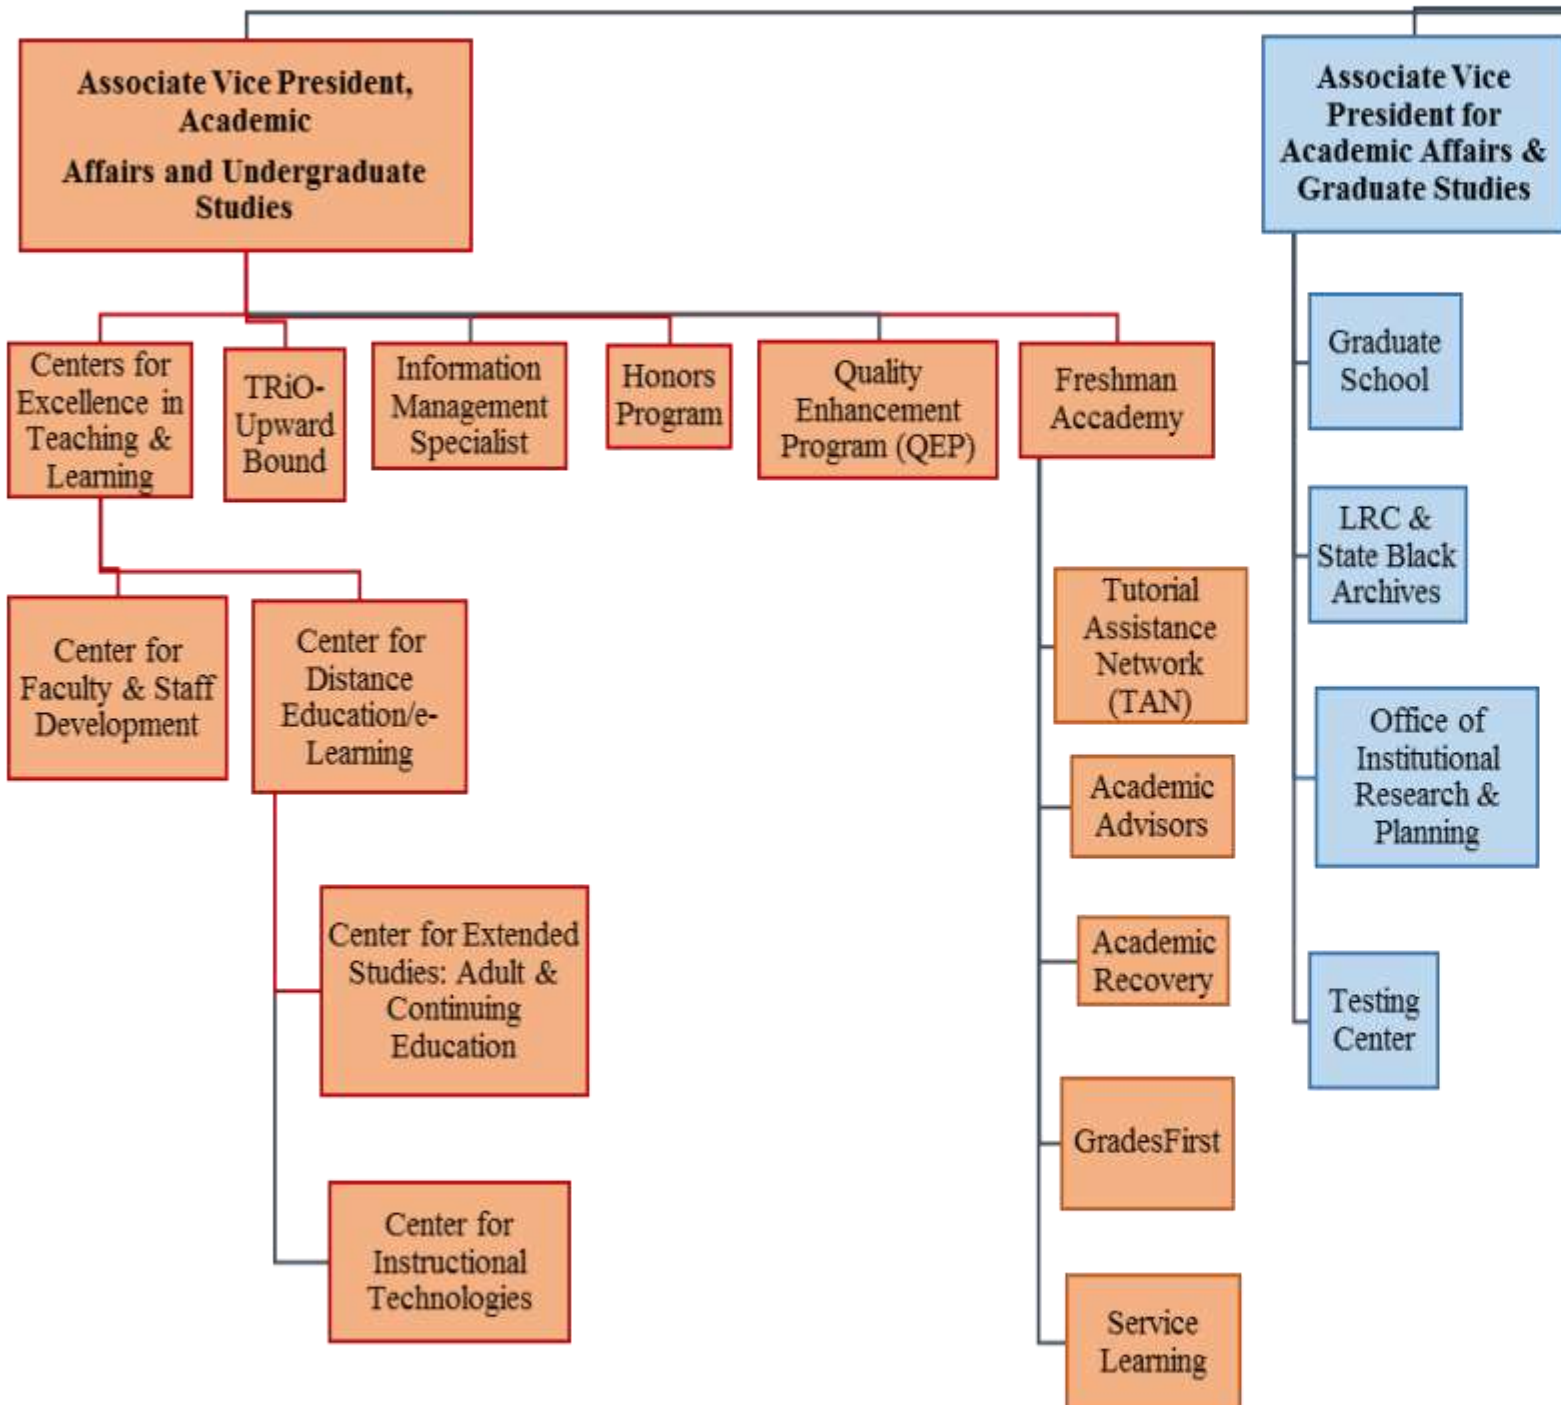 Associate Vice President,
Academic
Affairs and Undergraduate
Studies
Associate Vice
President for
Academic Affairs &
Graduate Studies
Centers for
Excellence in
Teaching &
Learning
TRiO-
Upward
Bound
Information
Management
Specialist
Honors
Program
Quality
Enhancement
Program (QEP)
Freshman
Accademy
Center for
Faculty & Staff
Development
Center for
Distance
Education/e-
Learning
Center for Extended
Studies: Adult &
Continuing
Education
Center for
Instructional
Technologies
Tutorial
Assistance
Network
(TAN)
Academic
Advisors
Academic
Recovery
GradesFirst
Service
Learning
Graduate
School
LRC &
State Black
Archives
Office of
Institutional
Research &
Planning
Testing
Center